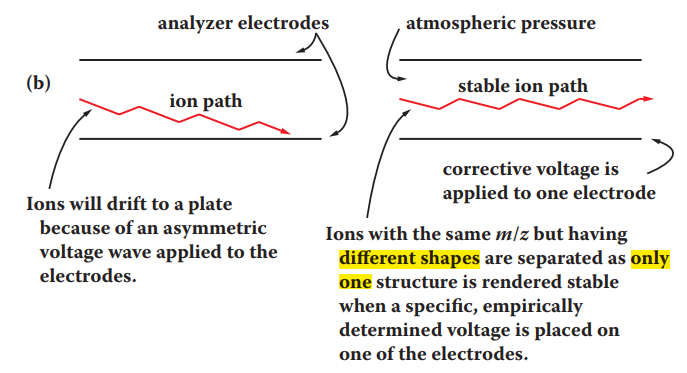 analyzer electrodes
atmospheric pressure
(b)
ion path
stable ion path
corrective voltage is
applied to one electrode
Ions will drift to a plate
because of an asymmetric
voltage wave applied to the
electrodes.
Ions with the same m/z but having
different shapes are separated as only
one structure is rendered stable
when a specific, empirically
determined voltage is placed on
one of the electrodes.